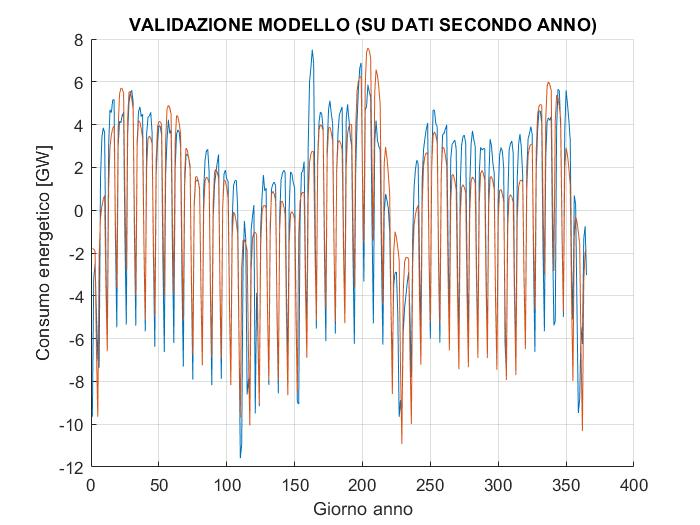 VALIDAZIONE MODELLO (SU DATI SECONDO ANNO)
8
6
4
2
0
-2
-4
-6
-8
-10
-12
Consumo energetico [GW]
0 50 100 150 200 250 300 350 400
Giorno anno